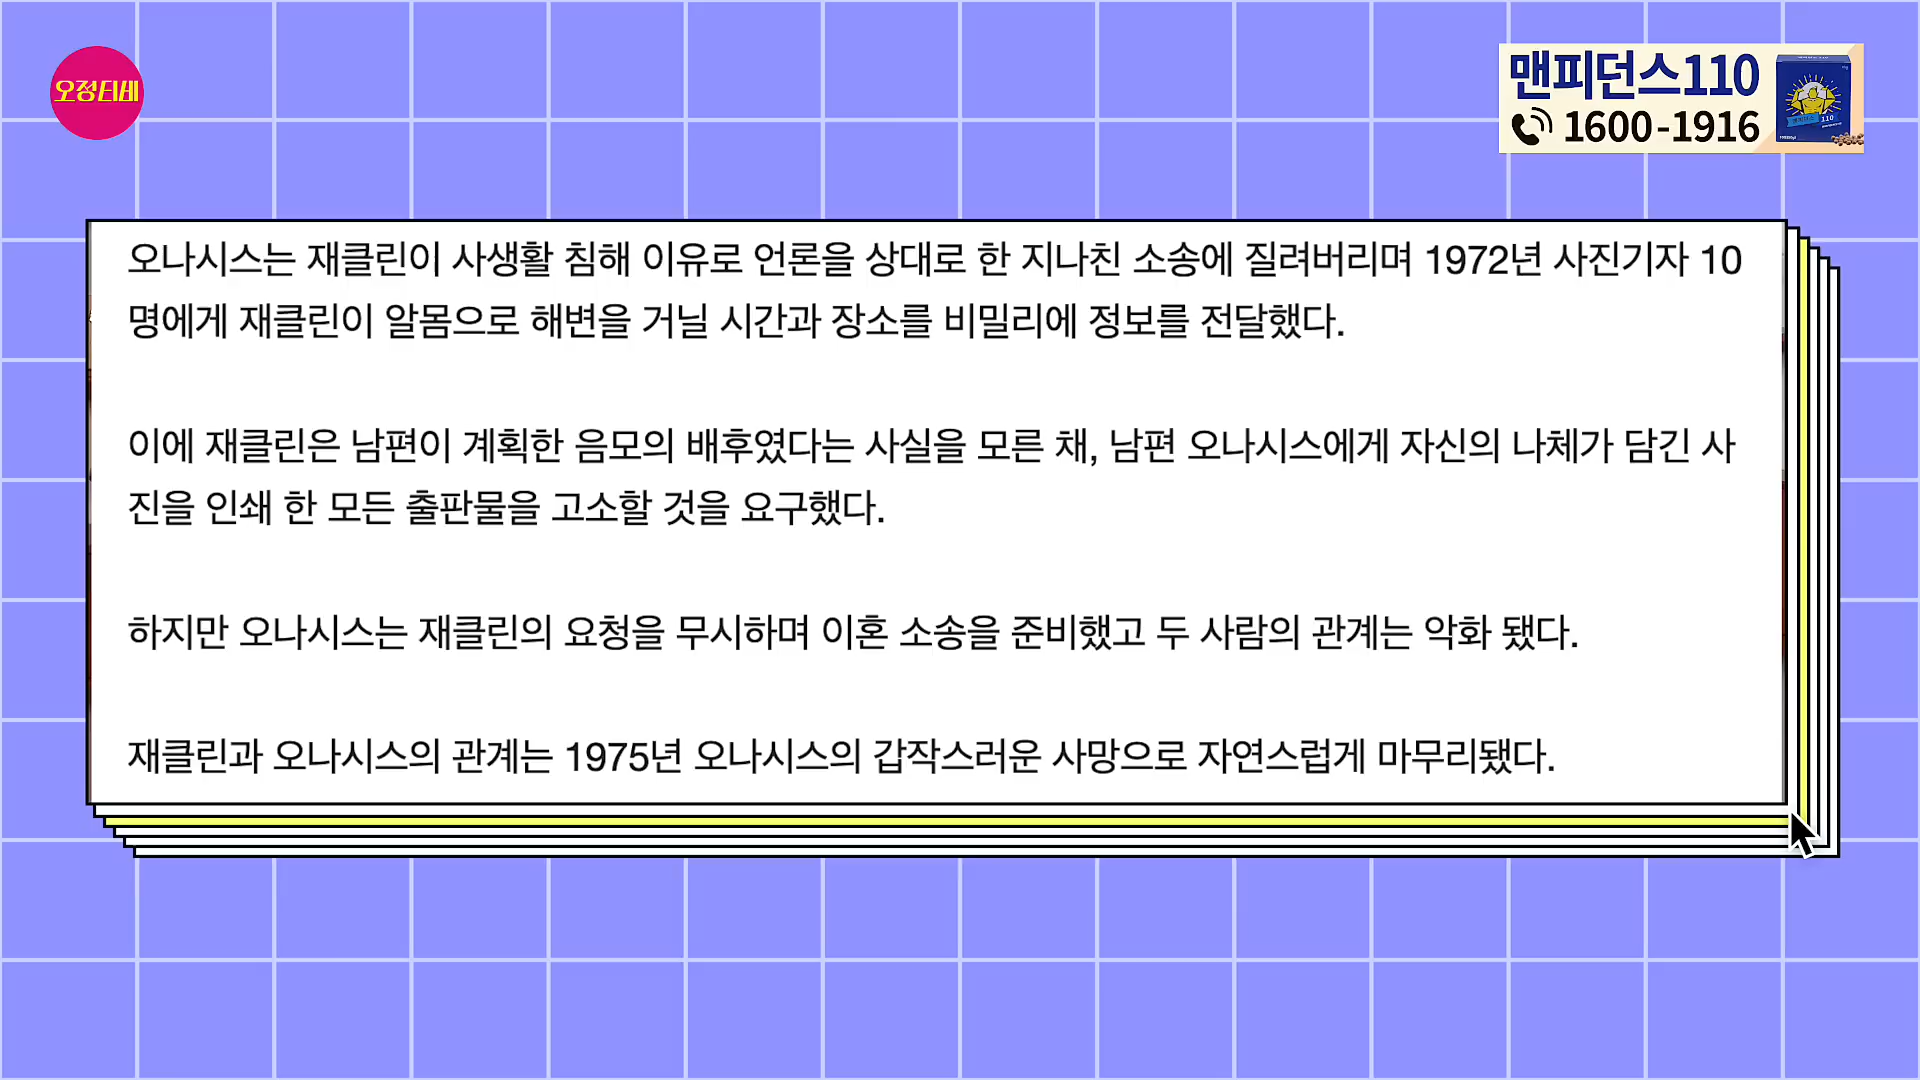 오정티비
맨피던스110
1600-1916
오나시스는 재클린이 사생활 침해 이유로 언론을 상대로 한 지나친 소송에 질려버리며 1972년 사진기자 10
명에게 재클린이 알몸으로 해변을 거닐 시간과 장소를 비밀리에 정보를 전달했다.
이에 재클린은 남편이 계획한 음모의 배후였다는 사실을 모른 채, 남편 오나시스에게 자신의 나체가 담긴 사
진을 인쇄 한 모든 출판물을 고소할 것을 요구했다.
하지만 오나시스는 재클린의 요청을 무시하며 이혼 소송을 준비했고 두 사람의 관계는 악화 됐다.
재클린과 오나시스의 관계는 1975년 오나시스의 갑작스러운 사망으로 자연스럽게 마무리됐다.